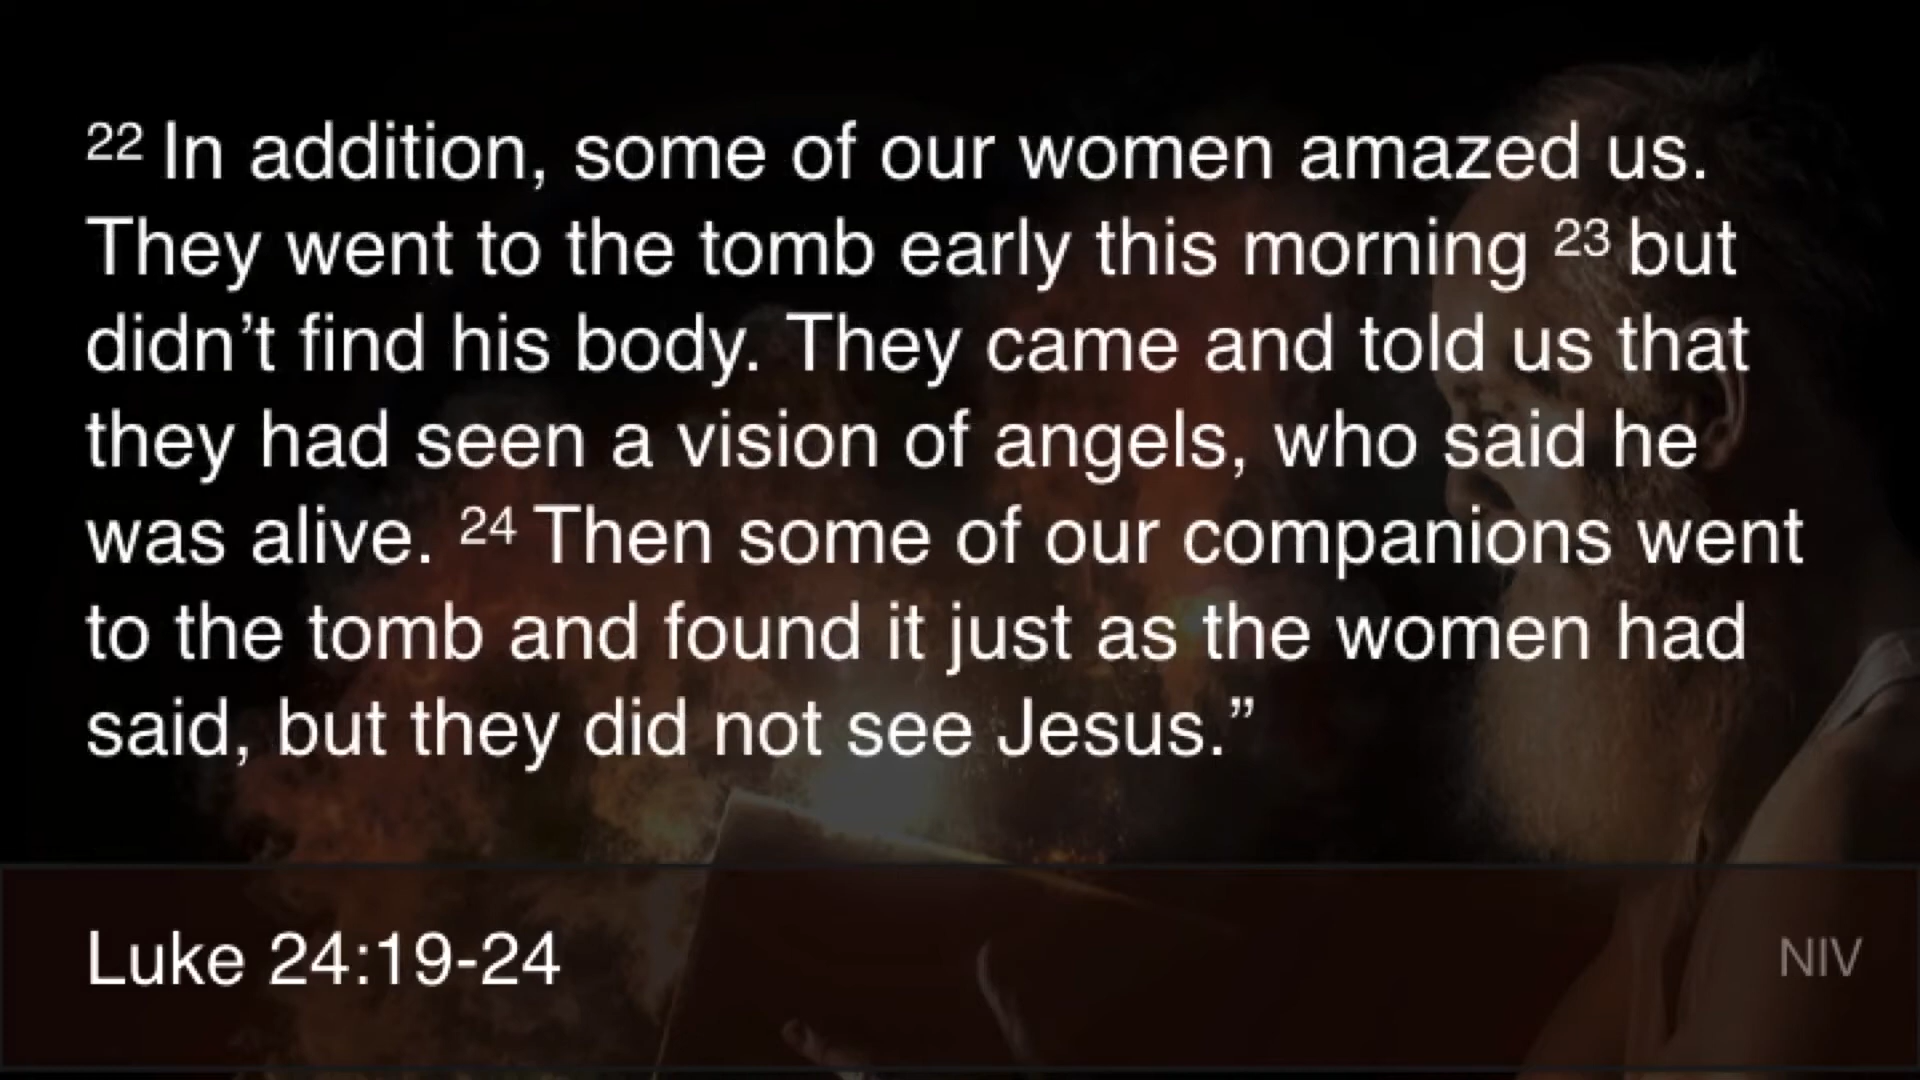 22 In addition, some of our women amazed us.
They went to the tomb early this morning 23 but
didn’t find his body. They came and told us that
they had seen a vision of angels, who said he
was alive. 24 Then some of our companions went
to the tomb and found it just as the women had
said, but they did not see Jesus.”
Luke 24:19-24
NIV